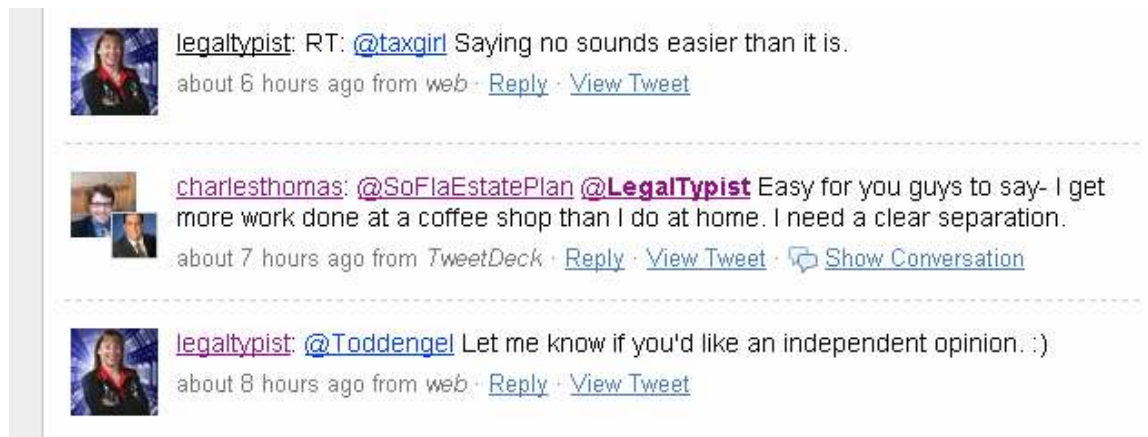 legaltypist: RT: @taxgirl Saying no sounds easier than it is.
about 6 hours ago from web · Reply · View Tweet
charlesthomas: @SoFlaEstatePlan @LegalTypist Easy for you guys to say- I get
more work done at a coffee shop than I do at home. I need a clear separation.
about 7 hours ago from TweetDeck · Reply · View Tweet · Show Conversation
legaltypist: @Toddengel Let me know if you'd like an independent opinion. :)
about 8 hours ago from web · Reply · View Tweet